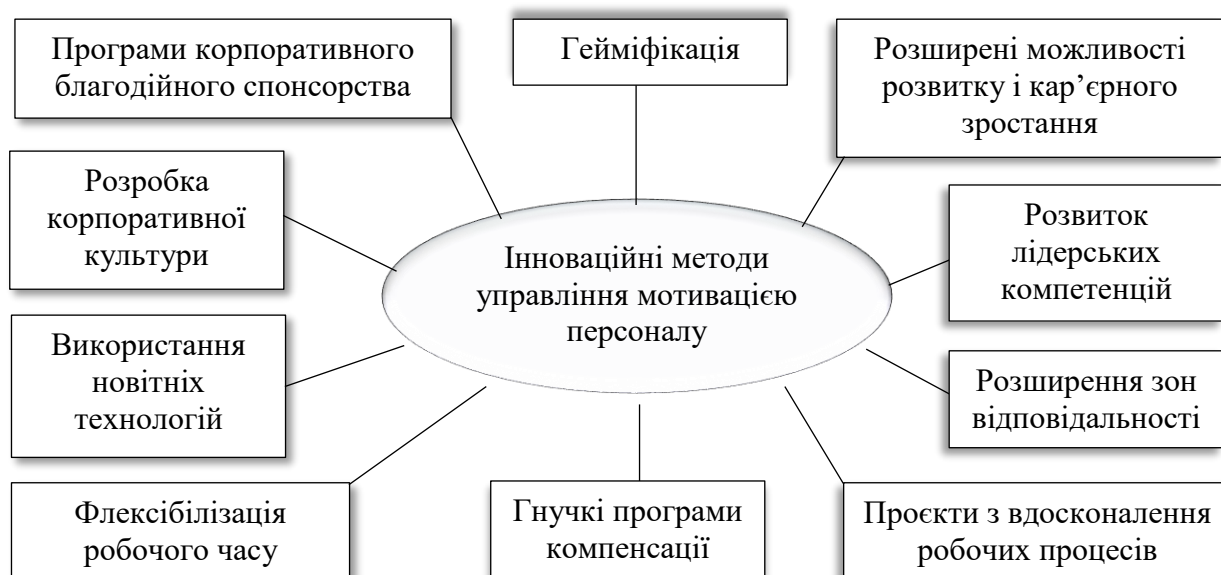 Програми корпоративного
благодійного спонсорства
Гейміфікація
Розширені можливості
розвитку і кар’єрного
зростання
Розробка
корпоративної
культури
Інноваційні методи
управління мотивацією
персоналу
Розвиток
лідерських
компетенцій
Використання
новітніх
технологій
Розширення зон
відповідальності
Флексібілізація
робочого часу
Гнучкі програми
компенсації
Проєкти з вдосконалення
робочих процесів